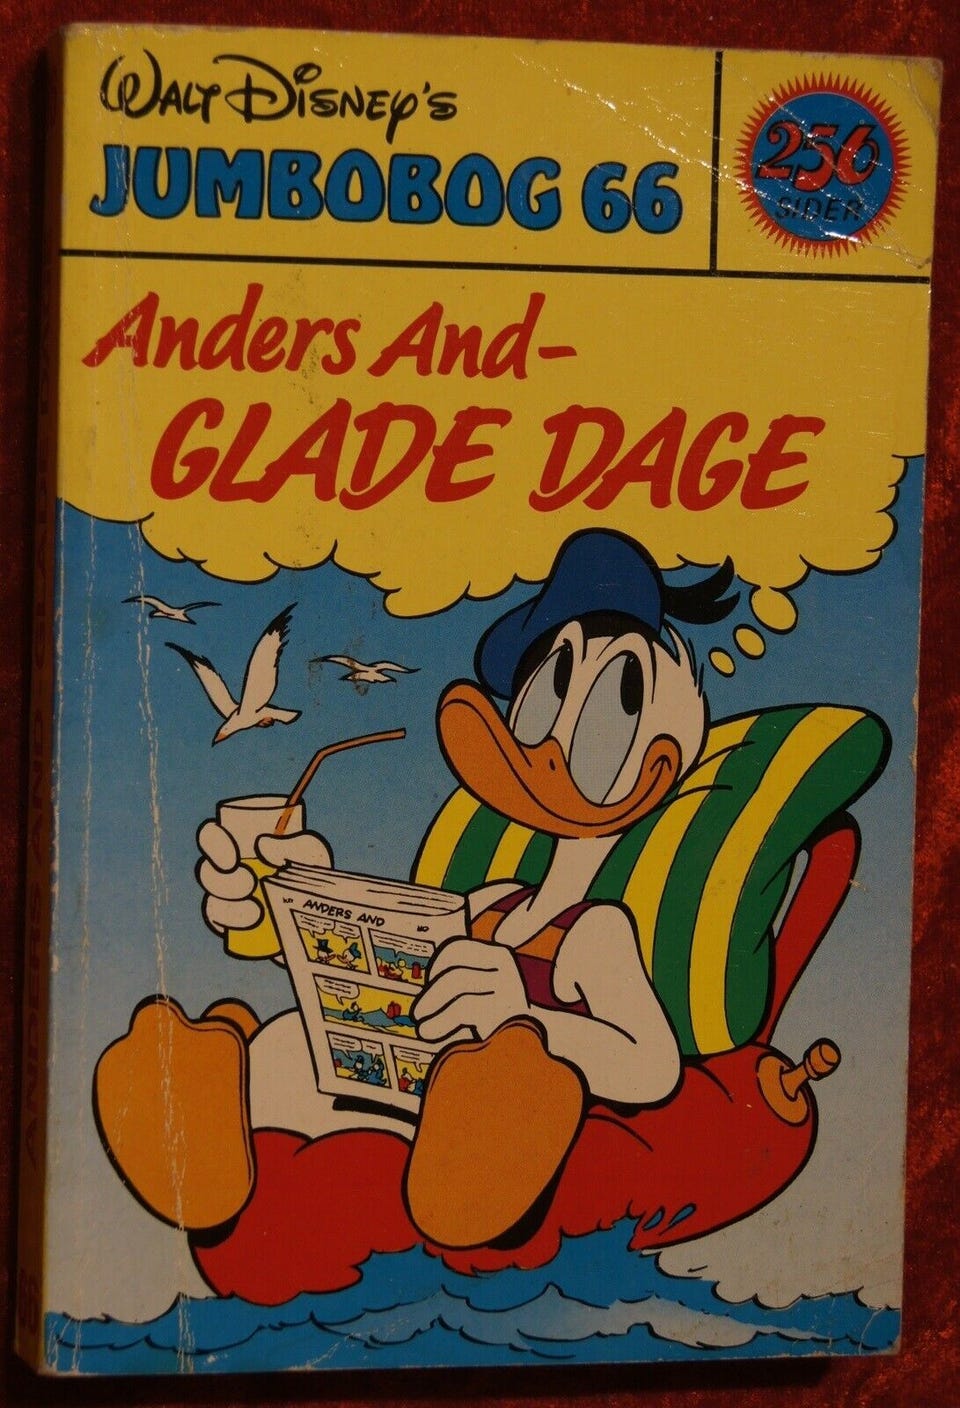 WALT DISNEY'S
JUMBOBOG 66
256
SIDER
Anders And-
GLADE DAGE
ANDERS AND